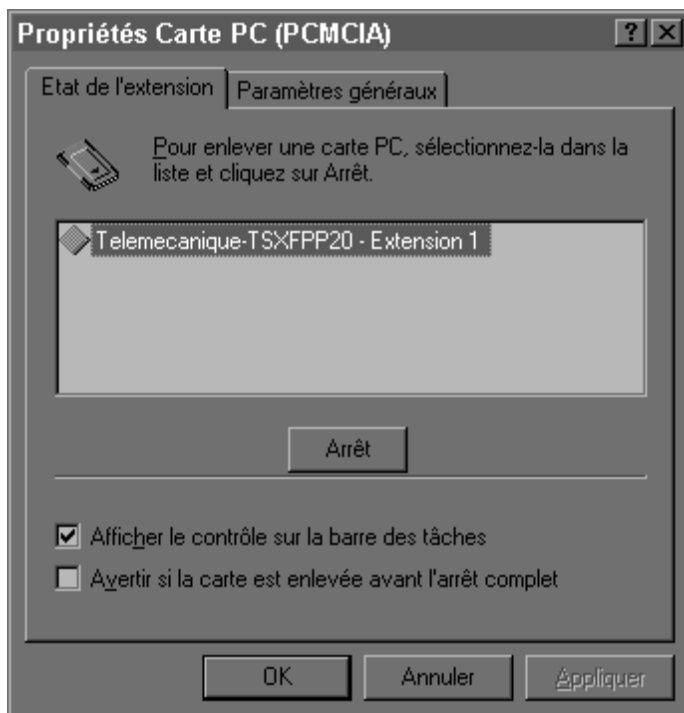 Propriétés Carte PC (PCMCIA)
Etat de l'extension
Paramètres généraux
Pour enlever une carte PC, sélectionnez-la dans la
liste et cliquez sur Arrêt.
Telemecanique-TSXFPP20 - Extension 1
Arrêt
Afficher le contrôle sur la barre des tâches
Avertir si la carte est enlevée avant l'arrêt complet
OK
Annuler
Appliquer